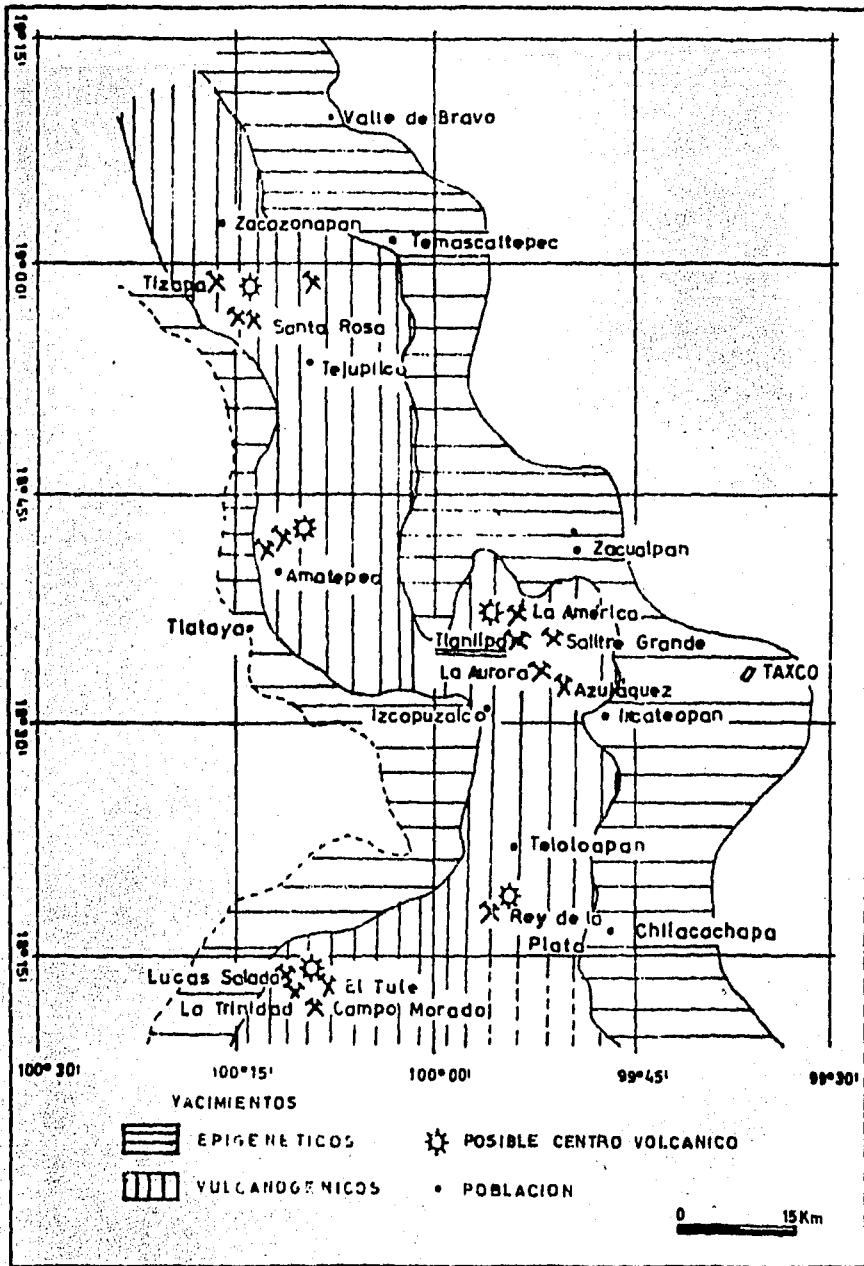 19°15'
Valle de Bravo
Zacazonapan
Temascaltepec
19°00'
Tizapa
Santa Rosa
Tejupilco
18°45'
Zacualpan
Amatepec
La América
Tlataya
Tlanilpa
Salitre Grande
La Aurora
TAXCO
Azulaquez
Izcapuzalco
Ixcateopan
18°30'
Teloloapan
Rey de la
Plata
Chilacachapa
18°15'
Lucas Salada
El Tule
La Trinidad
Campo Morado
100°30'
100°15'
100°00'
99°45'
99°30'
YACIMIENTOS
EPIGENETICOS
POSIBLE CENTRO VOLCANICO
VULCANOGENICOS
POBLACION
0 15Km